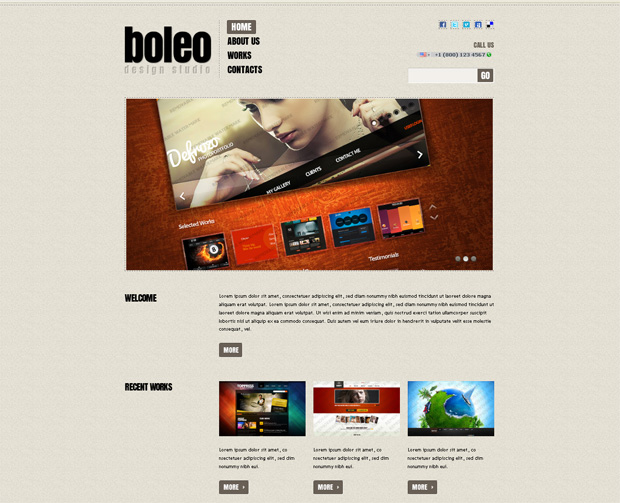 boleo
design studio
HOME
ABOUT US
WORKS
CONTACTS
CALL US
+1 (800) 123 4567
GO
Defrozo
PHOTOPORTFOLIO
MY GALLERY
CLIENTS
CONTACT ME
Selected Works
Testimonials
WELCOME
Lorem ipsum dolor sit amet, consectetuer adipiscing elit, sed diam nonummy nibh euismod tincidunt ut laoreet dolore magna
aliquam erat volutpat. Lorem ipsum dolor sit amet, consectetuer adipiscing elit, sed diam nonummy nibh euismod tincidunt ut
laoreet dolore magna aliquam erat volutpat. Ut wisi enim ad minim veniam, quis nostrud exerci tation ullamcorper suscipit
lobortis nisl ut aliquip ex ea commodo consequat. Duis autem vel eum iriure dolor in hendrerit in vulputate velit esse molestie
consequat, vel.
MORE
RECENT WORKS
Lorem ipsum dolor sit amet, co
nsectetuer adipiscing elit, sed dim
nonummy nibh eui.
MORE
Lorem ipsum dolor sit amet, co
nsectetuer adipiscing elit, sed dim
nonummy nibh eui.
MORE
Lorem ipsum dolor sit amet, co
nsectetuer adipiscing elit, sed dim
nonummy nibh eui.
MORE